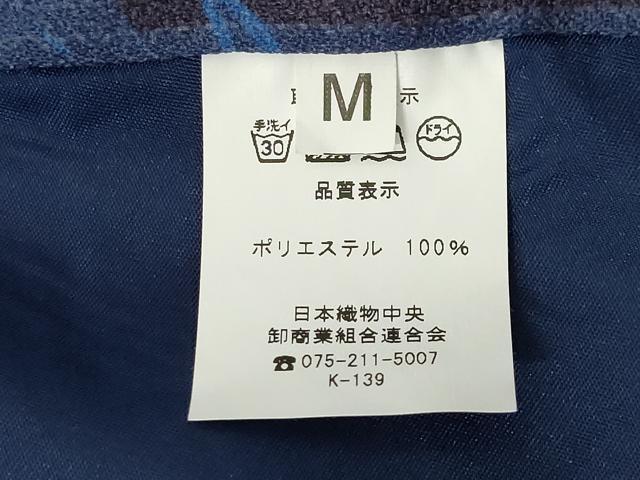 M
示
手洗イ
30
ドライ
品質表示
ポリエステル 100%
日本織物中央
卸商業組合連合会
☎075-211-5007
K-139